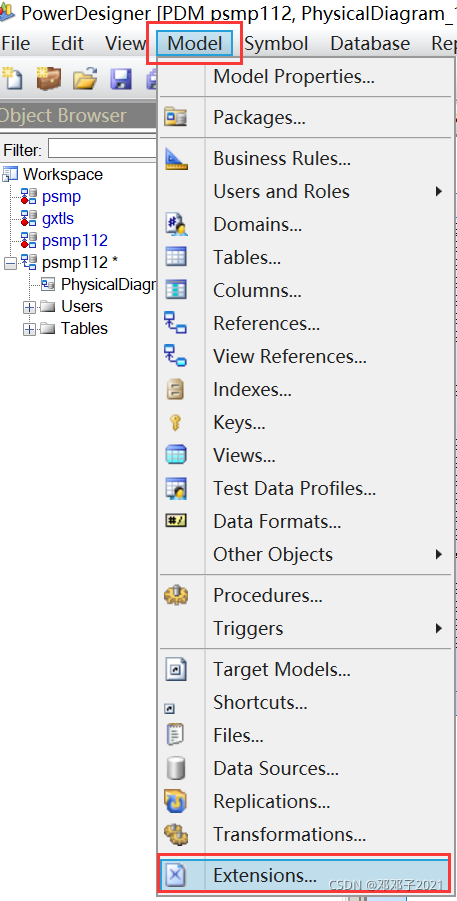 PowerDesigner [PDM psmp112, PhysicalDiagram_1
File Edit View Model Symbol Database Rep
Object Browser
Filter:
Workspace
psmp
gxtls
psmp112
psmp112 *
PhysicalDiagr
Users
Tables
Model Properties...
Packages...
Business Rules...
Users and Roles
Domains...
Tables...
Columns...
References...
View References...
Indexes...
Keys...
Views...
Test Data Profiles...
Data Formats...
Other Objects
Procedures...
Triggers
Target Models...
Shortcuts...
Files...
Data Sources...
Replications...
Transformations...
Extensions...
CSDN @邓邓子2021